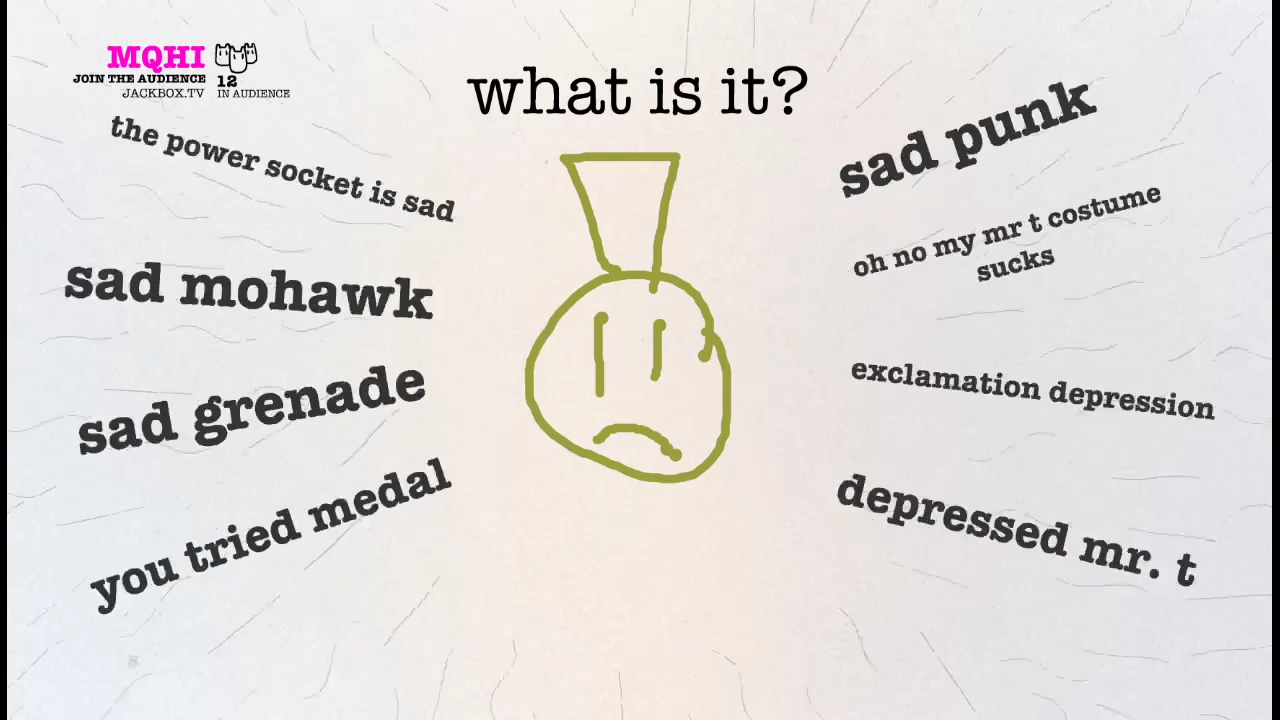 MQHI
JOIN THE AUDIENCE
JACKBOX.TV
12
IN AUDIENCE
what is it?
the power socket is sad
sad mohawk
sad grenade
you tried medal
sad punk
oh no my mr t costume
sucks
exclamation depression
depressed mr. t